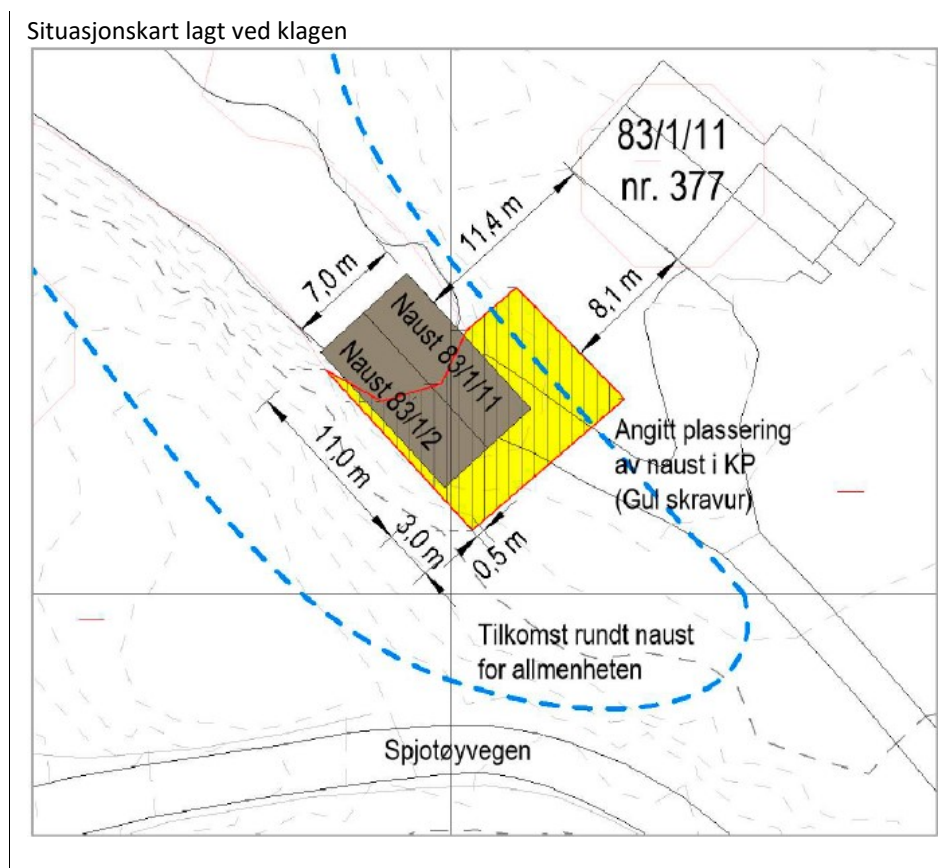 Situasjonskart lagt ved klagen
83/1/11
nr. 377
11,4 m
7,0 m
8,1 m
Naust 83/1/11
Naust 83/1/2
11,0 m
3,0 m
0,5 m
Angitt plassering
av naust i KP
(Gul skravur)
Tilkomst rundt naust
for allmenheten
Spjotøyvegen